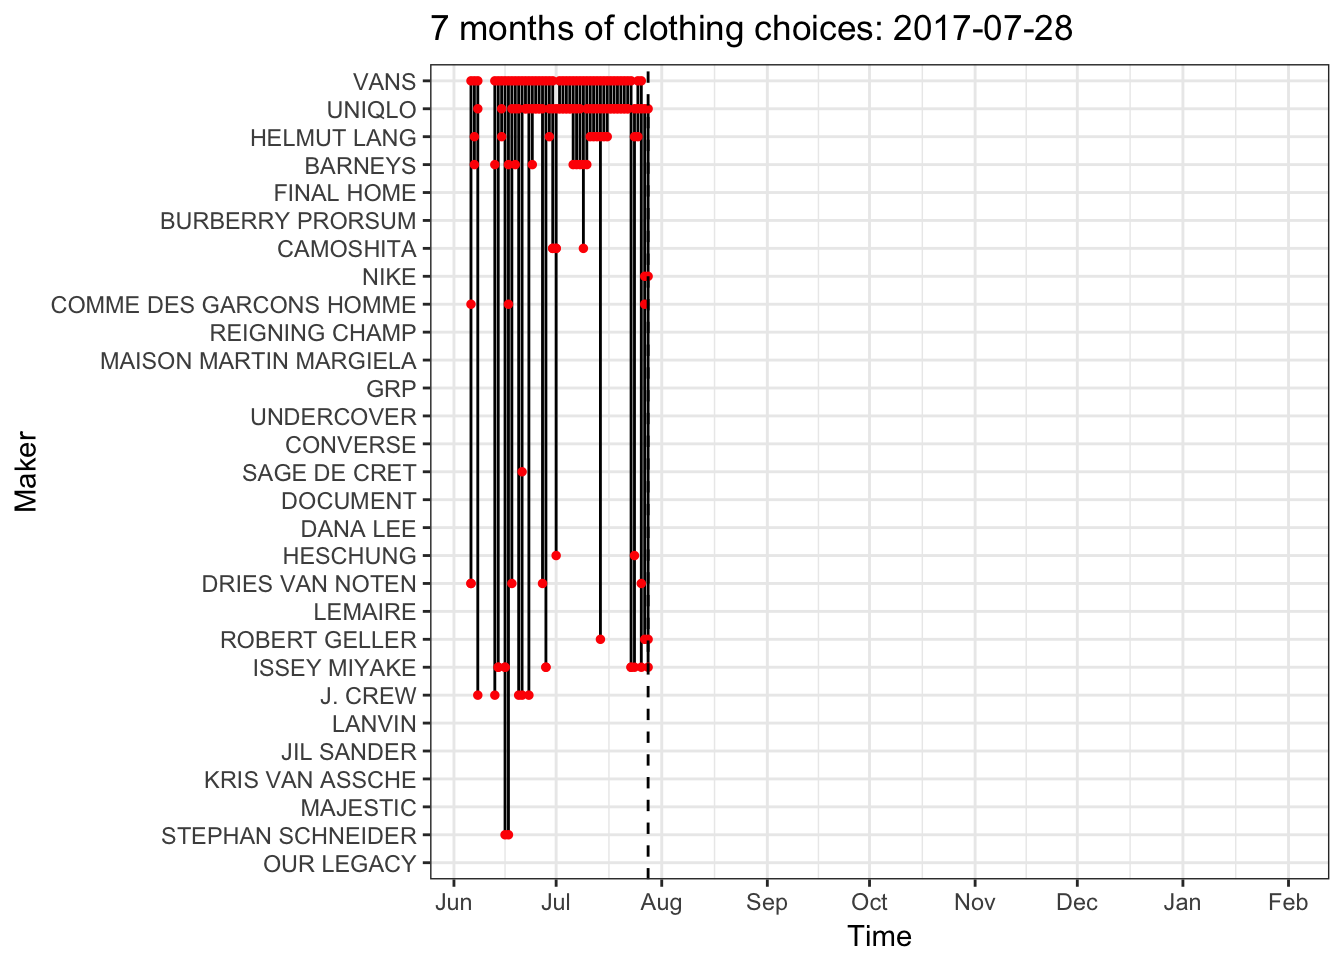 7 months of clothing choices: 2017-07-28
VANS
UNIQLO
HELMUT LANG
BARNEYS
FINAL HOME
BURBERRY PRORSUM
CAMOSHITA
NIKE
COMME DES GARCONS HOMME
REIGNING CHAMP
MAISON MARTIN MARGIELA
GRP
UNDERCOVER
CONVERSE
SAGE DE CRET
DOCUMENT
DANA LEE
HESCHUNG
DRIES VAN NOTEN
LEMAIRE
ROBERT GELLER
ISSEY MIYAKE
J. CREW
LANVIN
JIL SANDER
KRIS VAN ASSCHE
MAJESTIC
STEPHAN SCHNEIDER
OUR LEGACY
Maker
Jun Jul Aug Sep Oct Nov Dec Jan Feb
Time